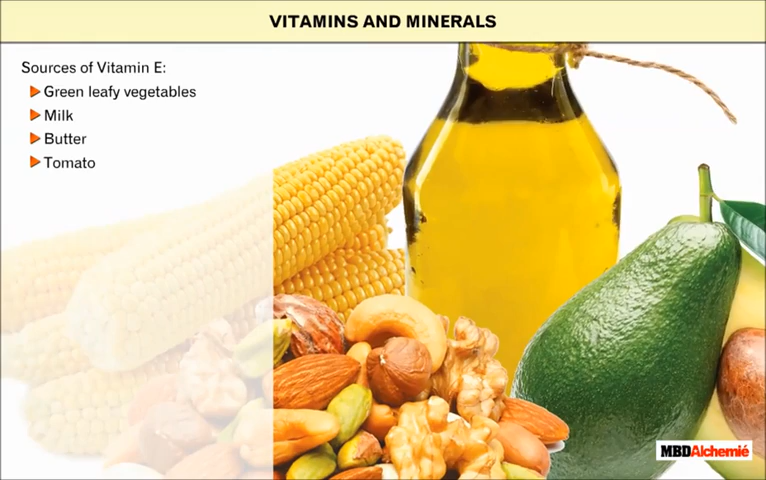 VITAMINS AND MINERALS
Sources of Vitamin E:
Green leafy vegetables
Milk
Butter
Tomato
MBDAlchemié